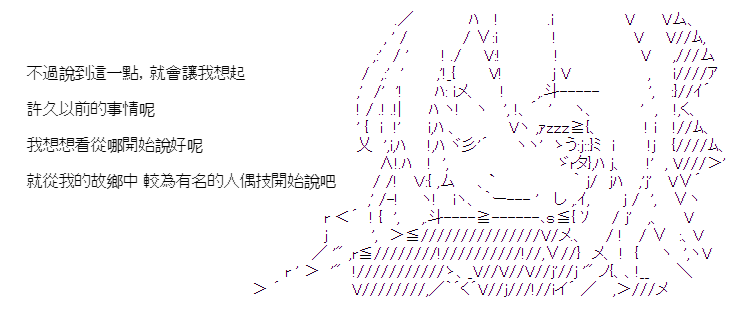 不過說到這一點，就會讓我想起
許久以前的事情呢
我想想看從哪開始說好呢
就從我的故鄉中 較為有名的人偶技開始說吧